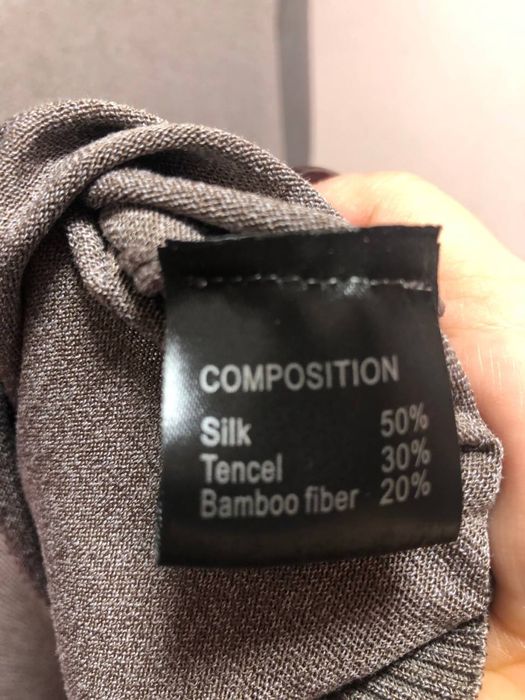 COMPOSITION
Silk 50%
Tencel 30%
Bamboo fiber 20%